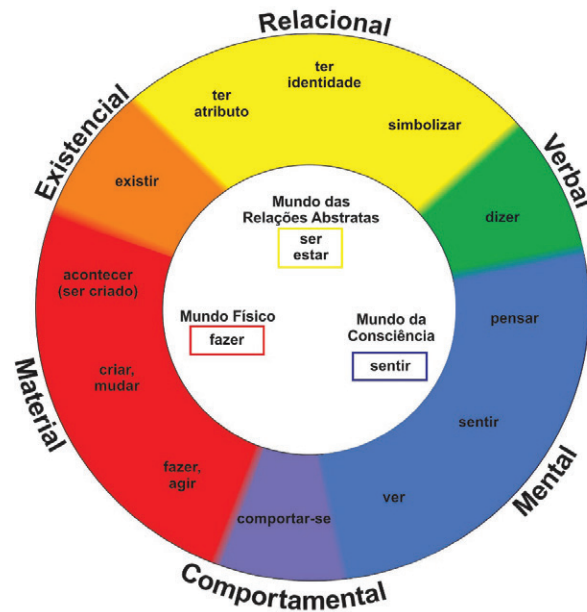 Relacional
ter
identidade
ter
atributo
simbolizar
Existencial
existir
Verbal
dizer
Mundo das
Relações Abstratas
ser
estar
acontecer
(ser criado)
Mundo Físico
fazer
Mundo da
Consciência
sentir
pensar
criar,
mudar
Material
sentir
Mental
fazer,
agir
ver
comportar-se
Comportamental